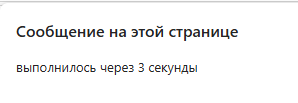 Сообщение на этой странице
выполнилось через 3 секунды